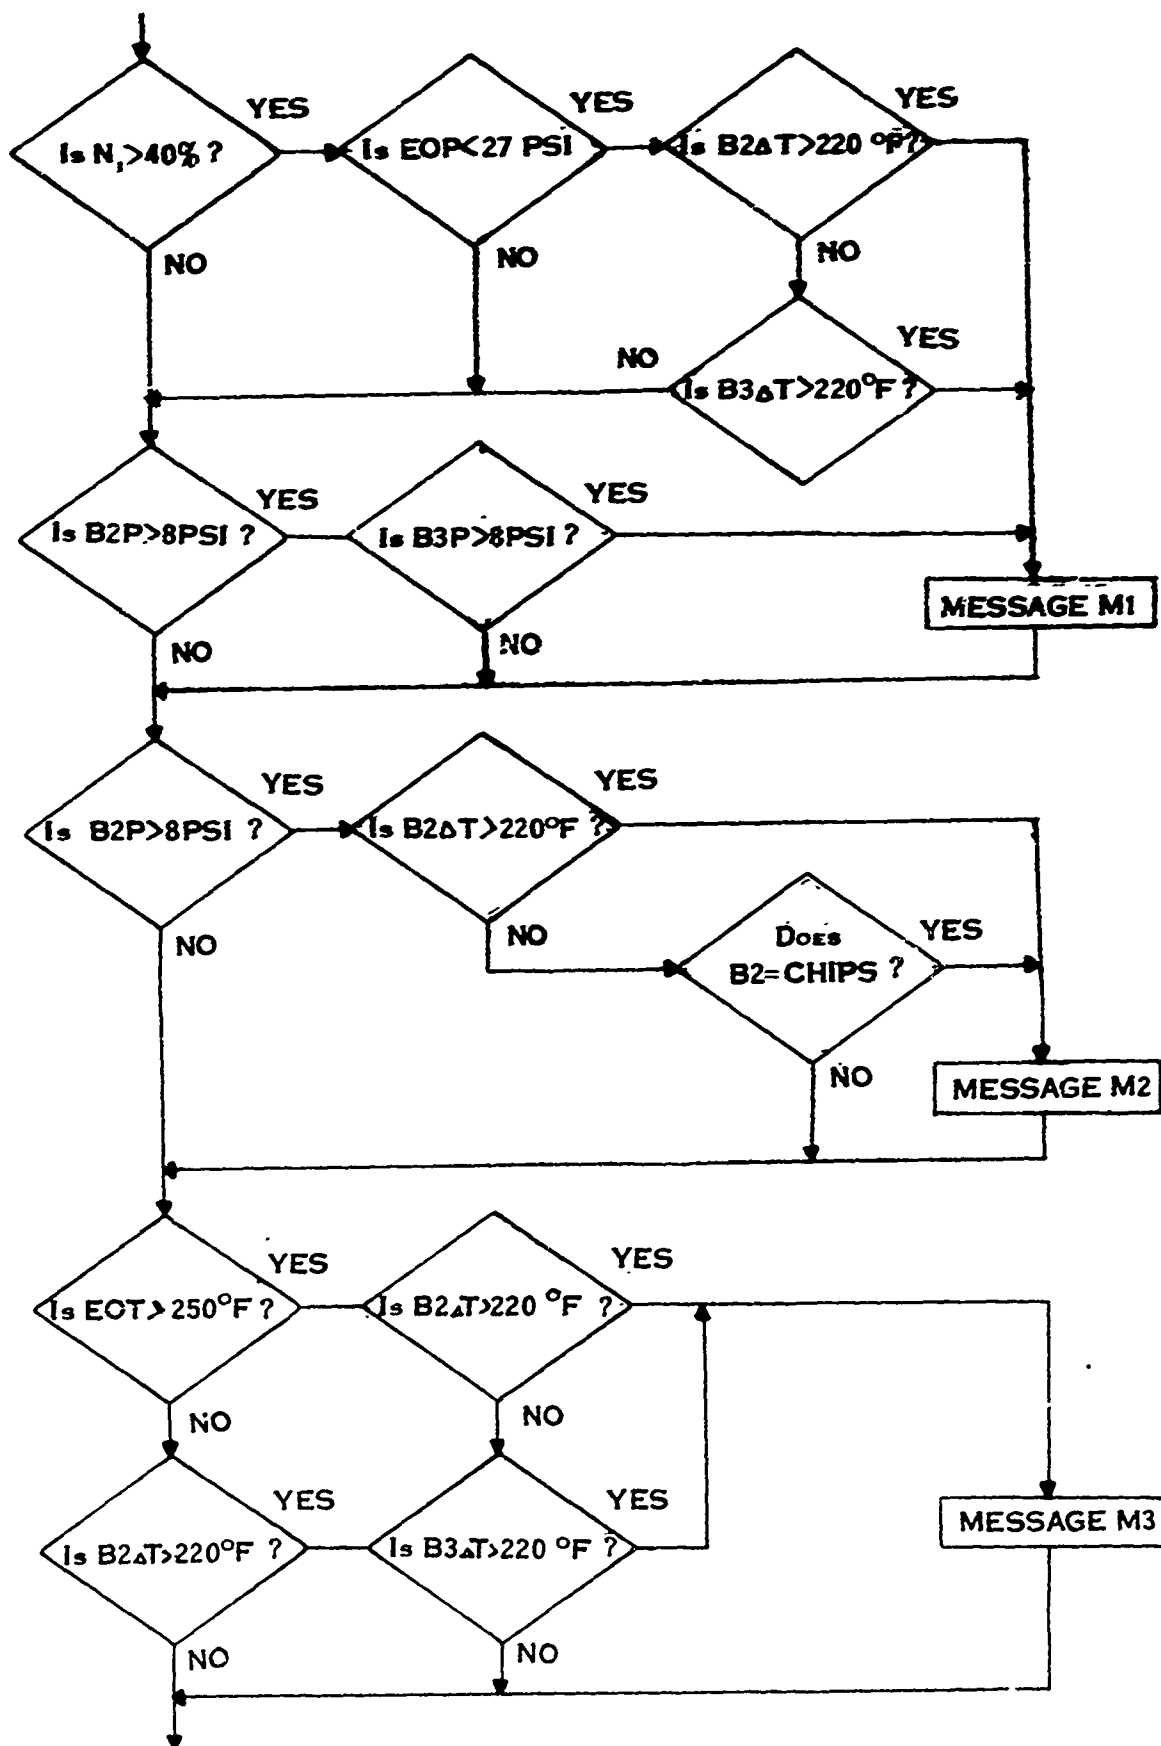 YES
YES
YES
Is N₁>40% ?
Is EOP<27 PSI
Is B2ΔT>220 °F?
NO
NO
NO
YES
NO
Is B3ΔT>220°F ?
YES
YES
Is B2P>8PSI ?
Is B3P>8PSI ?
MESSAGE M1
NO
NO
YES
YES
Is B2P>8PSI ?
Is B2ΔT>220°F ?
NO
NO
DOES
B2=CHIPS ?
YES
NO
MESSAGE M2
YES
YES
Is EOT>250°F ?
Is B2ΔT>220 °F ?
NO
NO
YES
YES
MESSAGE M3
Is B2ΔT>220°F ?
Is B3ΔT>220 °F ?
NO
NO